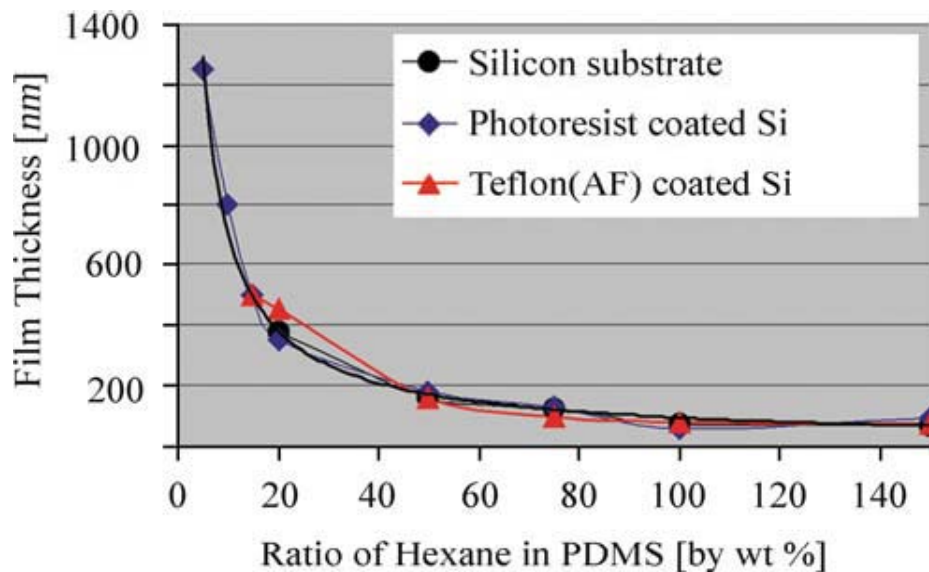 Film Thickness [nm]
1400
1000
600
200
Silicon substrate
Photoresist coated Si
Teflon(AF) coated Si
0 20 40 60 80 100 120 140
Ratio of Hexane in PDMS [by wt %]